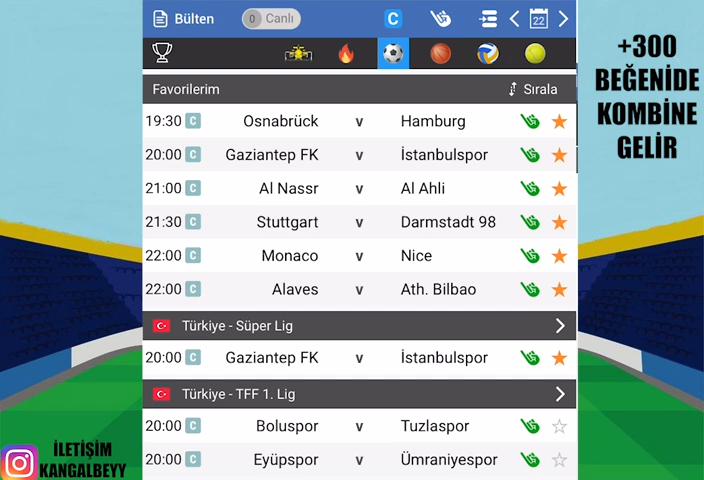 Bülten
0 Canlı
C
22
+300
BEĞENİDE
KOMBİNE
GELİR
Favorilerim
Sırala
19:30 C Osnabrück v Hamburg
20:00 C Gaziantep FK v İstanbulspor
21:00 C Al Nassr v Al Ahli
21:30 C Stuttgart v Darmstadt 98
22:00 C Monaco v Nice
22:00 C Alaves v Ath. Bilbao
Türkiye - Süper Lig
20:00 C Gaziantep FK v İstanbulspor
Türkiye - TFF 1. Lig
20:00 C Boluspor v Tuzlaspor
20:00 C Eyüpspor v Ümraniyespor
İLETİŞİM
KANGALBEYY